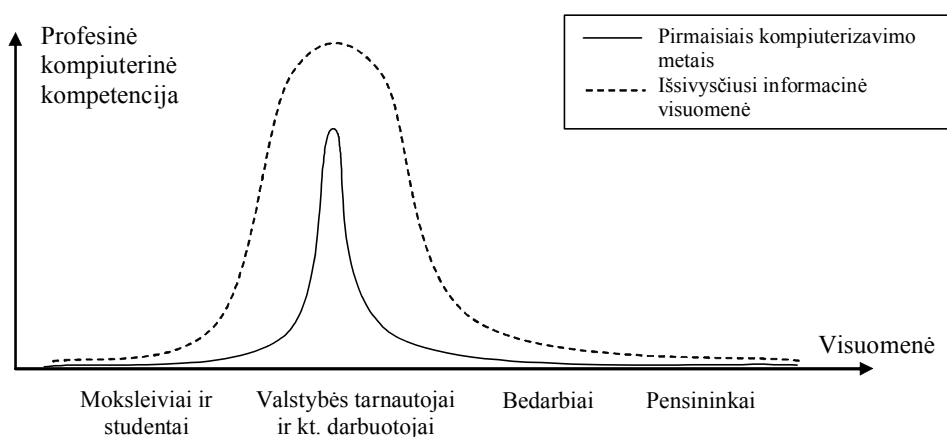 Profesinė
kompiuterinė
kompetencija
Pirmaisiais kompiuterizavimo
metais
Išsivysčiusi informacinė
visuomenė
Visuomenė
Moksleiviai ir
studentai
Valstybės tarnautojai
ir kt. darbuotojai
Bedarbiai
Pensininkai